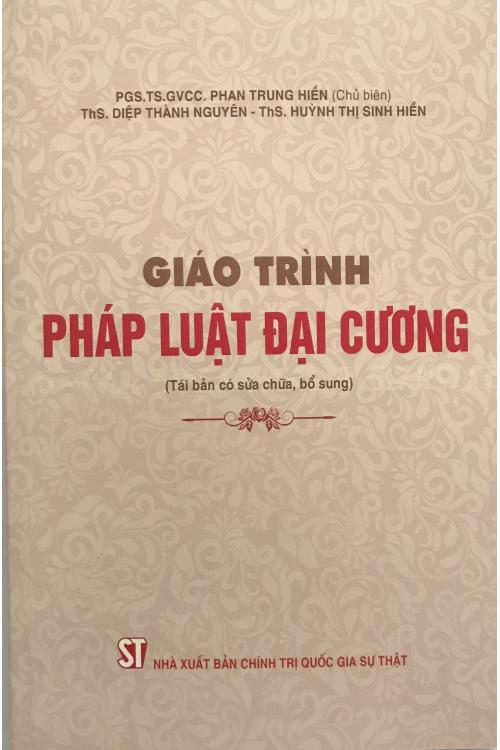 PGS.TS.GVCC. PHAN TRUNG HIỀN (Chủ biên)
ThS. DIỆP THÀNH NGUYÊN - ThS. HUỲNH THỊ SINH HIỀN
GIÁO TRÌNH
PHÁP LUẬT ĐẠI CƯƠNG
(Tái bản có sửa chữa, bổ sung)
ST NHÀ XUẤT BẢN CHÍNH TRỊ QUỐC GIA SỰ THẬT